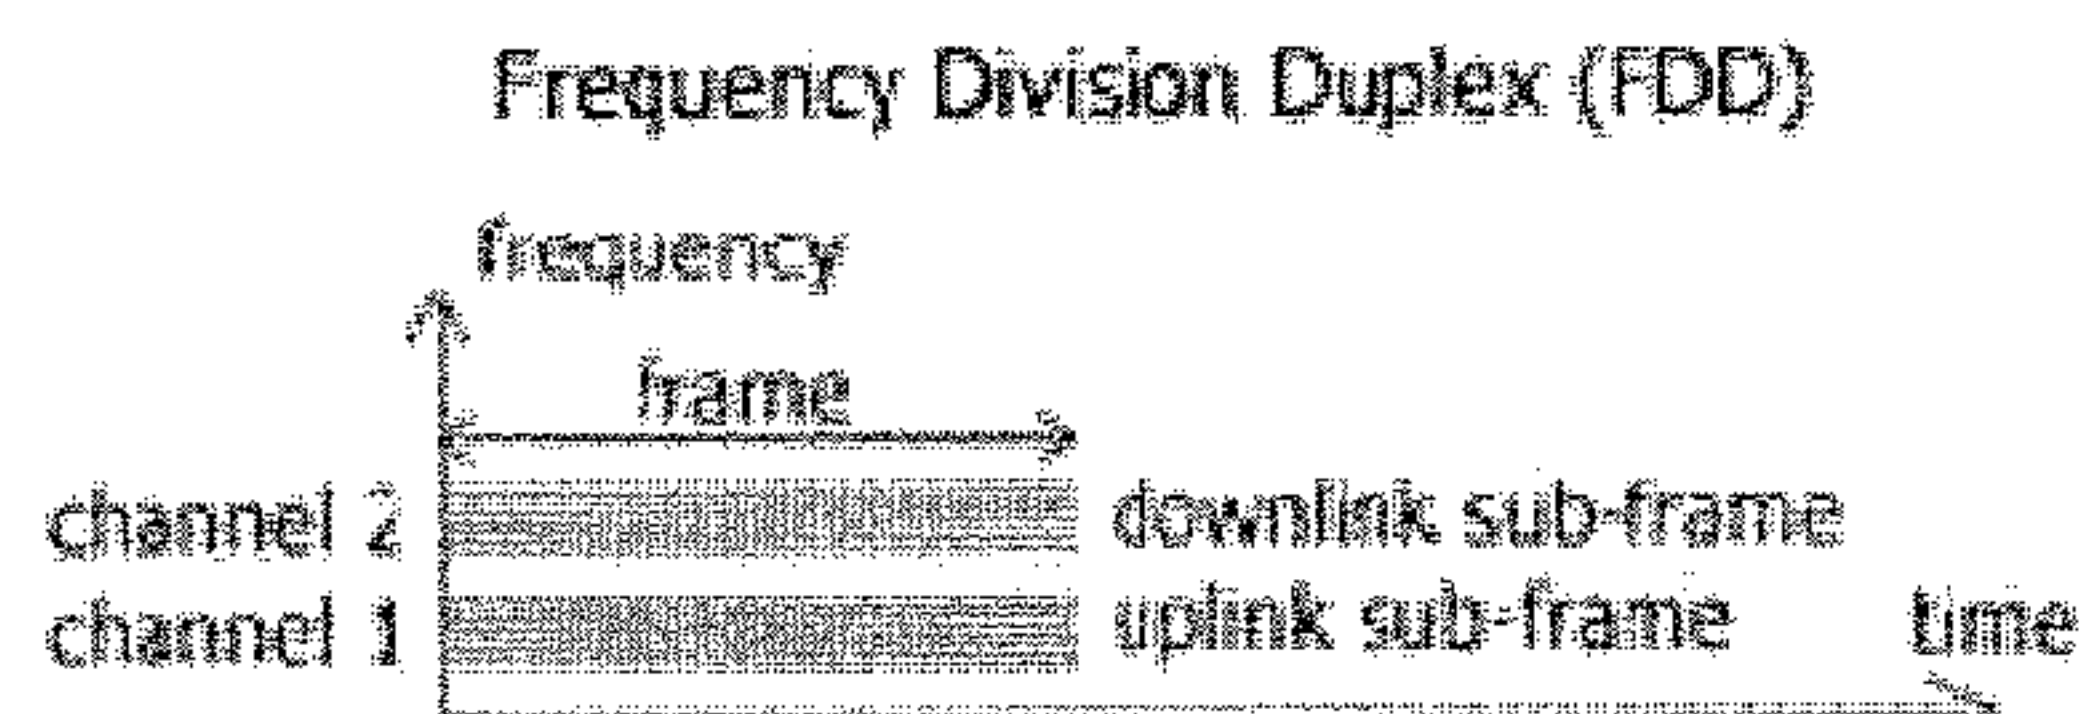 Frequency Division Duplex (FDD)
frequency
frame
channel 2
downlink sub-frame
channel 1
uplink sub-frame
time